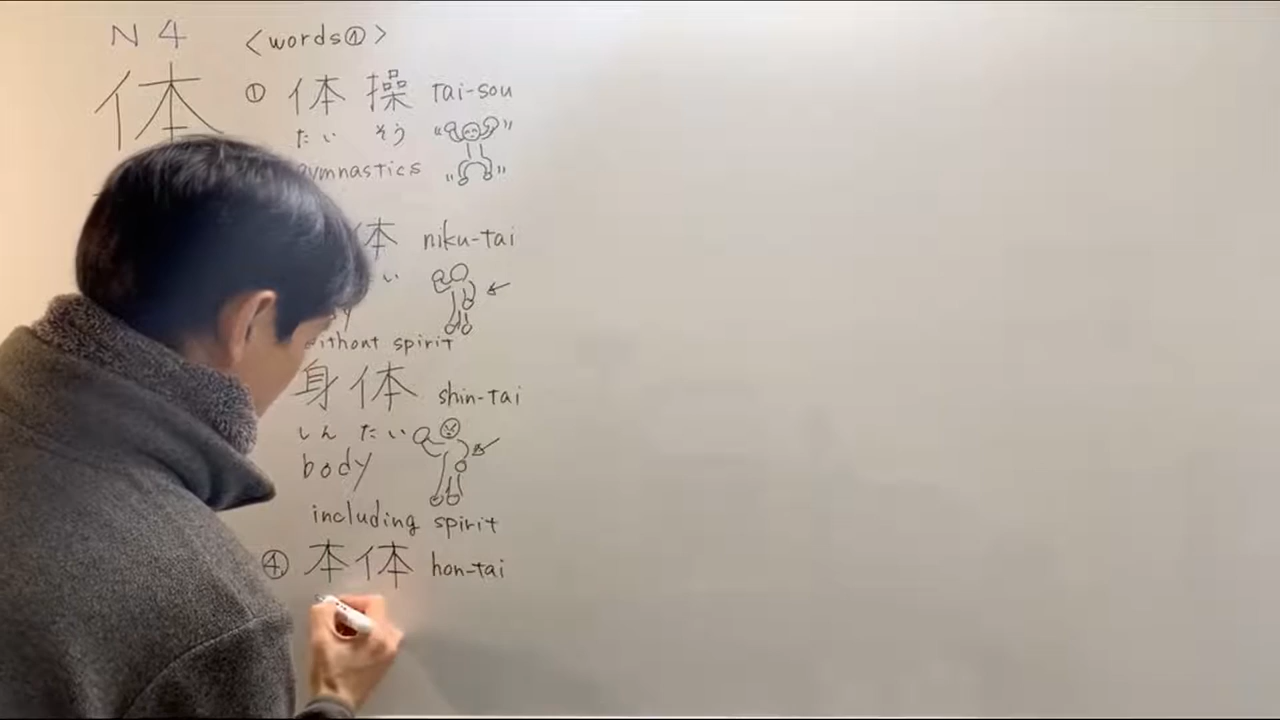 N4
体
<words①>
① 体操 tai-sou
たい そう
gymnastics
体 niku-tai
い
y
without spirit
身体 shin-tai
しん たい
body
including spirit
④ 本体 hon-tai